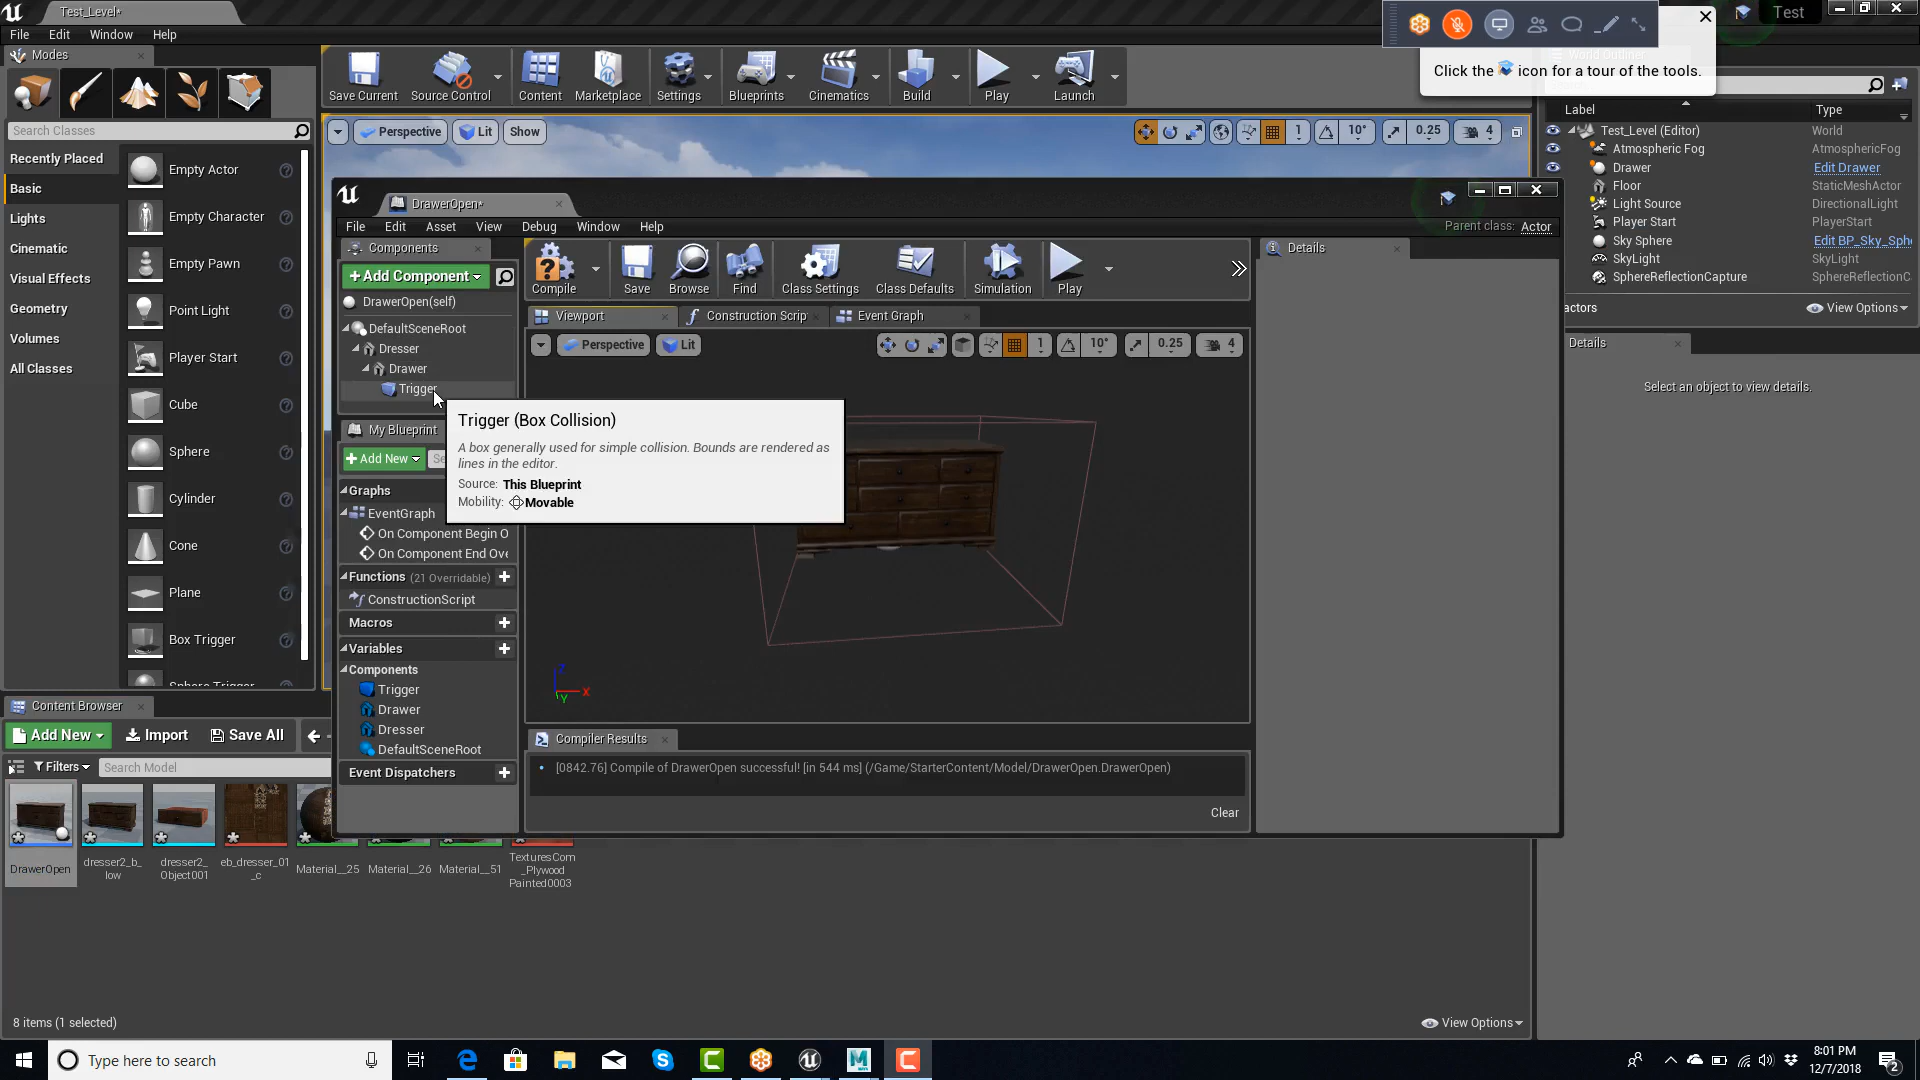 Test_Level*
Test
File Edit Window Help
Modes
Search Classes
Recently Placed
Basic
Lights
Cinematic
Visual Effects
Geometry
Volumes
All Classes
Empty Actor
Empty Character
Empty Pawn
Point Light
Player Start
Cube
Sphere
Cylinder
Cone
Plane
Box Trigger
Sphere Trigger
Save Current
Source Control
Content
Marketplace
Settings
Blueprints
Cinematics
Build
Play
Launch
Perspective Lit Show
1 10° 0.25 4
Click the icon for a tour of the tools.
Label Type
Test_Level (Editor) World
Atmospheric Fog AtmosphericFog
Drawer Edit Drawer
Floor StaticMeshActor
Light Source DirectionalLight
Player Start PlayerStart
Sky Sphere Edit BP_Sky_Sphe
SkyLight SkyLight
SphereReflectionCapture SphereReflectionC
actors View Options
Details
Select an object to view details.
DrawerOpen*
File Edit Asset View Debug Window Help
Parent class: Actor
Components
+Add Component
DrawerOpen(self)
DefaultSceneRoot
Dresser
Drawer
Trigger
Compile
Save
Browse
Find
Class Settings
Class Defaults
Simulation
Play
Viewport
Construction Scrip
Event Graph
Perspective Lit
1 10° 0.25 4
Details
Trigger (Box Collision)
A box generally used for simple collision. Bounds are rendered as
lines in the editor.
Source: This Blueprint
Mobility: Movable
My Blueprint
+Add New Se
Graphs
EventGraph
On Component Begin O
On Component End Ove
Functions (21 Overridable)
ConstructionScript
Macros
Variables
Components
Trigger
Drawer
Dresser
DefaultSceneRoot
Event Dispatchers
Z
X
Y
Compiler Results
[0842.76] Compile of DrawerOpen successful! [in 544 ms] (/Game/StarterContent/Model/DrawerOpen.DrawerOpen)
Clear
Content Browser
Add New Import Save All
Filters Search Model
DrawerOpen
dresser2_b_
low
dresser2_
Object001
eb_dresser_01
_c
Material__25
Material__26
Material__51
TexturesCom
_Plywood
Painted0003
8 items (1 selected)
View Options
Type here to search
8:01 PM
12/7/2018
2